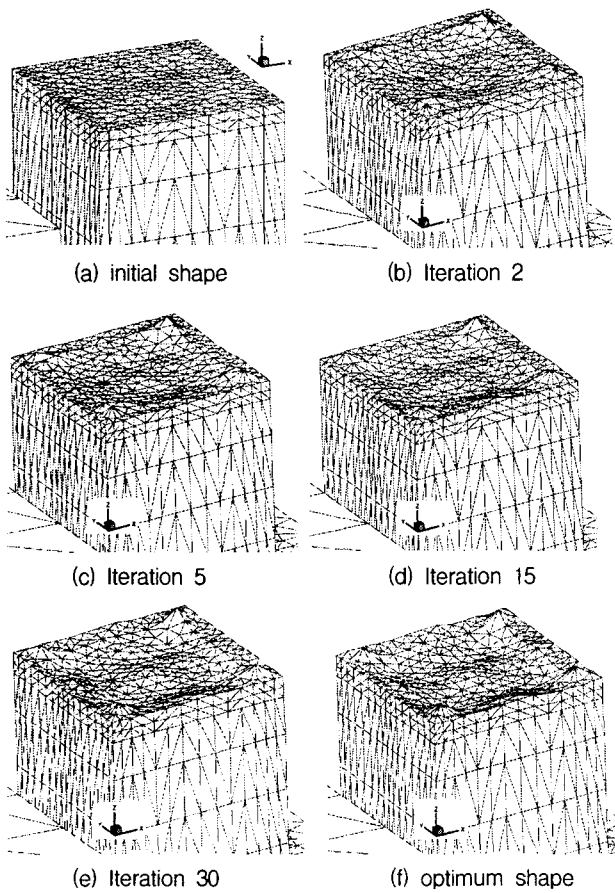 z
x
(a) initial shape
(b) Iteration 2
(c) Iteration 5
(d) Iteration 15
(e) Iteration 30
(f) optimum shape